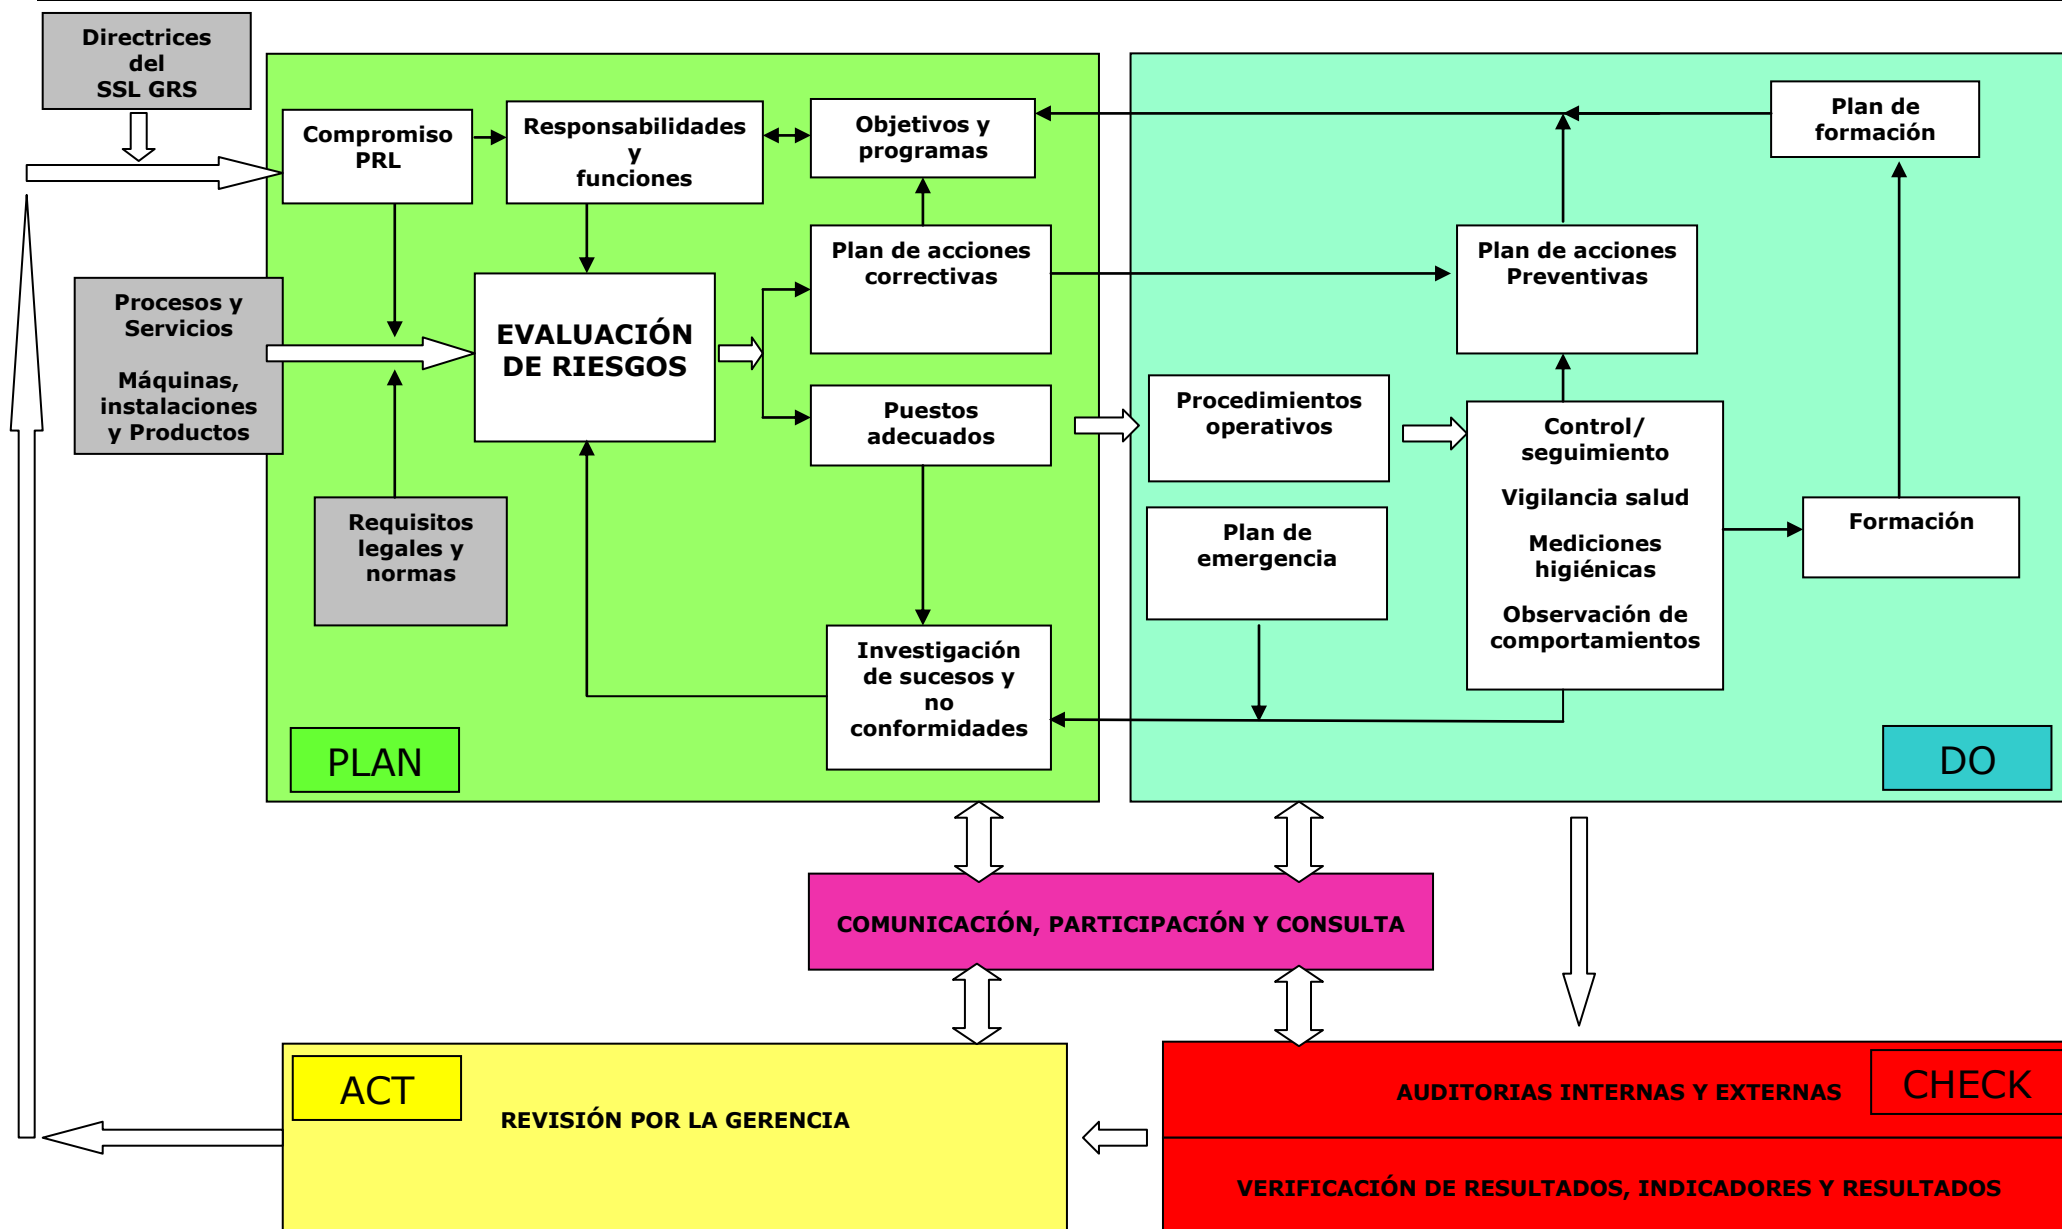 Directrices
del
SSL GRS
Compromiso
PRL
Responsabilidades
y
funciones
Objetivos y
programas
Plan de
formación
Plan de acciones
correctivas
Plan de acciones
Preventivas
Procesos y
Servicios
Máquinas,
instalaciones
y Productos
EVALUACIÓN
DE RIESGOS
Puestos
adecuados
Procedimientos
operativos
Control/
seguimiento
Vigilancia salud
Mediciones
higiénicas
Observación de
comportamientos
Requisitos
legales y
normas
Plan de
emergencia
Formación
Investigación
de sucesos y
no
conformidades
PLAN
DO
COMUNICACIÓN, PARTICIPACIÓN Y CONSULTA
ACT
REVISIÓN POR LA GERENCIA
AUDITORIAS INTERNAS Y EXTERNAS
CHECK
VERIFICACIÓN DE RESULTADOS, INDICADORES Y RESULTADOS